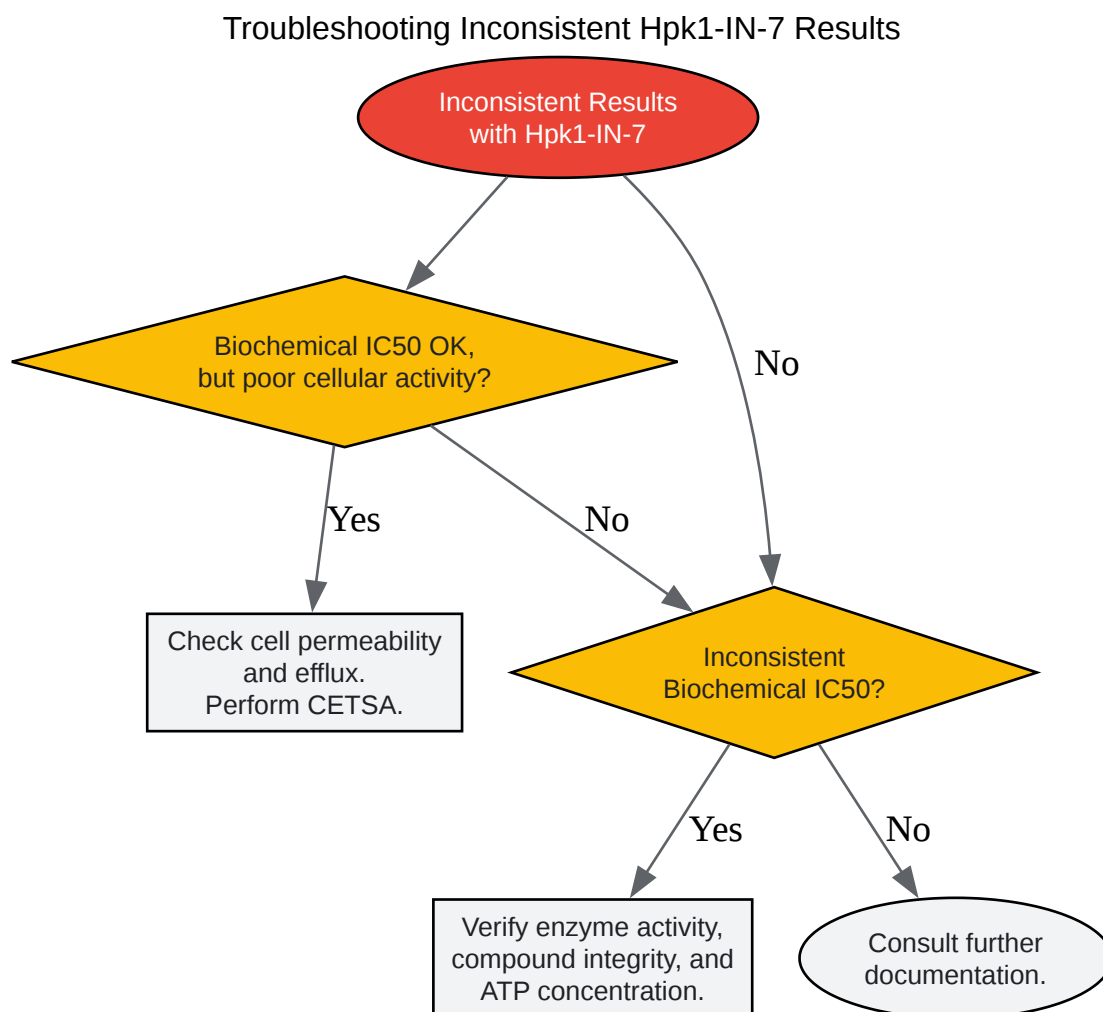 Troubleshooting Inconsistent Hpk1-IN-7 Results
Inconsistent Results
with Hpk1-IN-7
Biochemical IC50 OK,
but poor cellular activity?
No
Yes
No
Check cell permeability
and efflux.
Perform CETSA.
Inconsistent
Biochemical IC50?
Yes
No
Verify enzyme activity,
compound integrity, and
ATP concentration.
Consult further
documentation.